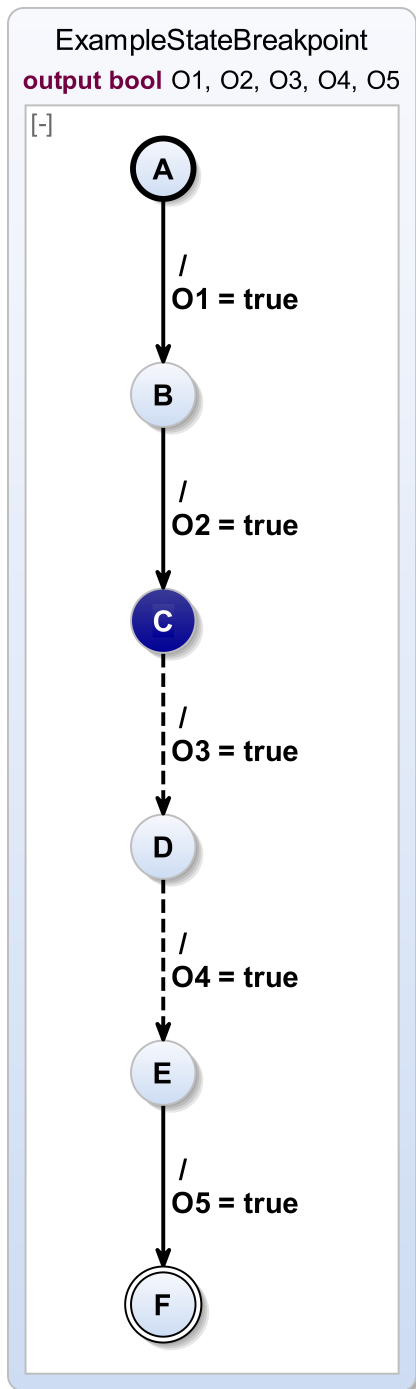 ExampleStateBreakpoint
output bool O1, O2, O3, O4, O5
[-]
A
/
O1 = true
B
/
O2 = true
C
/
O3 = true
D
/
O4 = true
E
/
O5 = true
F